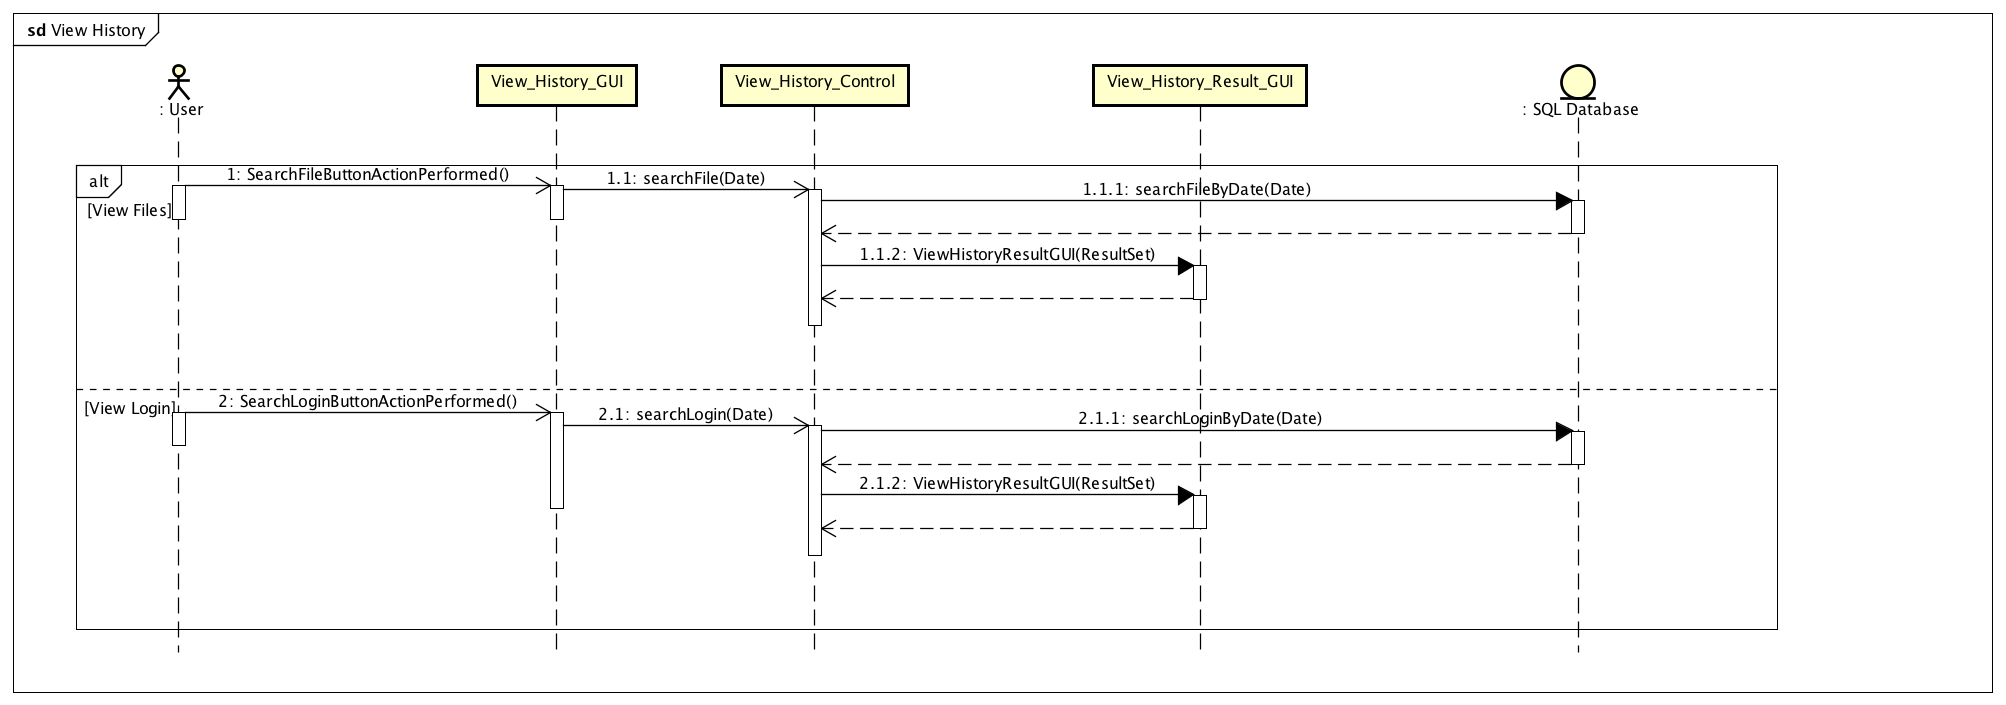 sd View History
: User
View_History_GUI
View_History_Control
View_History_Result_GUI
: SQL Database
alt
[View Files]
1: SearchFileButtonActionPerformed()
1.1: searchFile(Date)
1.1.1: searchFileByDate(Date)
1.1.2: ViewHistoryResultGUI(ResultSet)
[View Login]
2: SearchLoginButtonActionPerformed()
2.1: searchLogin(Date)
2.1.1: searchLoginByDate(Date)
2.1.2: ViewHistoryResultGUI(ResultSet)